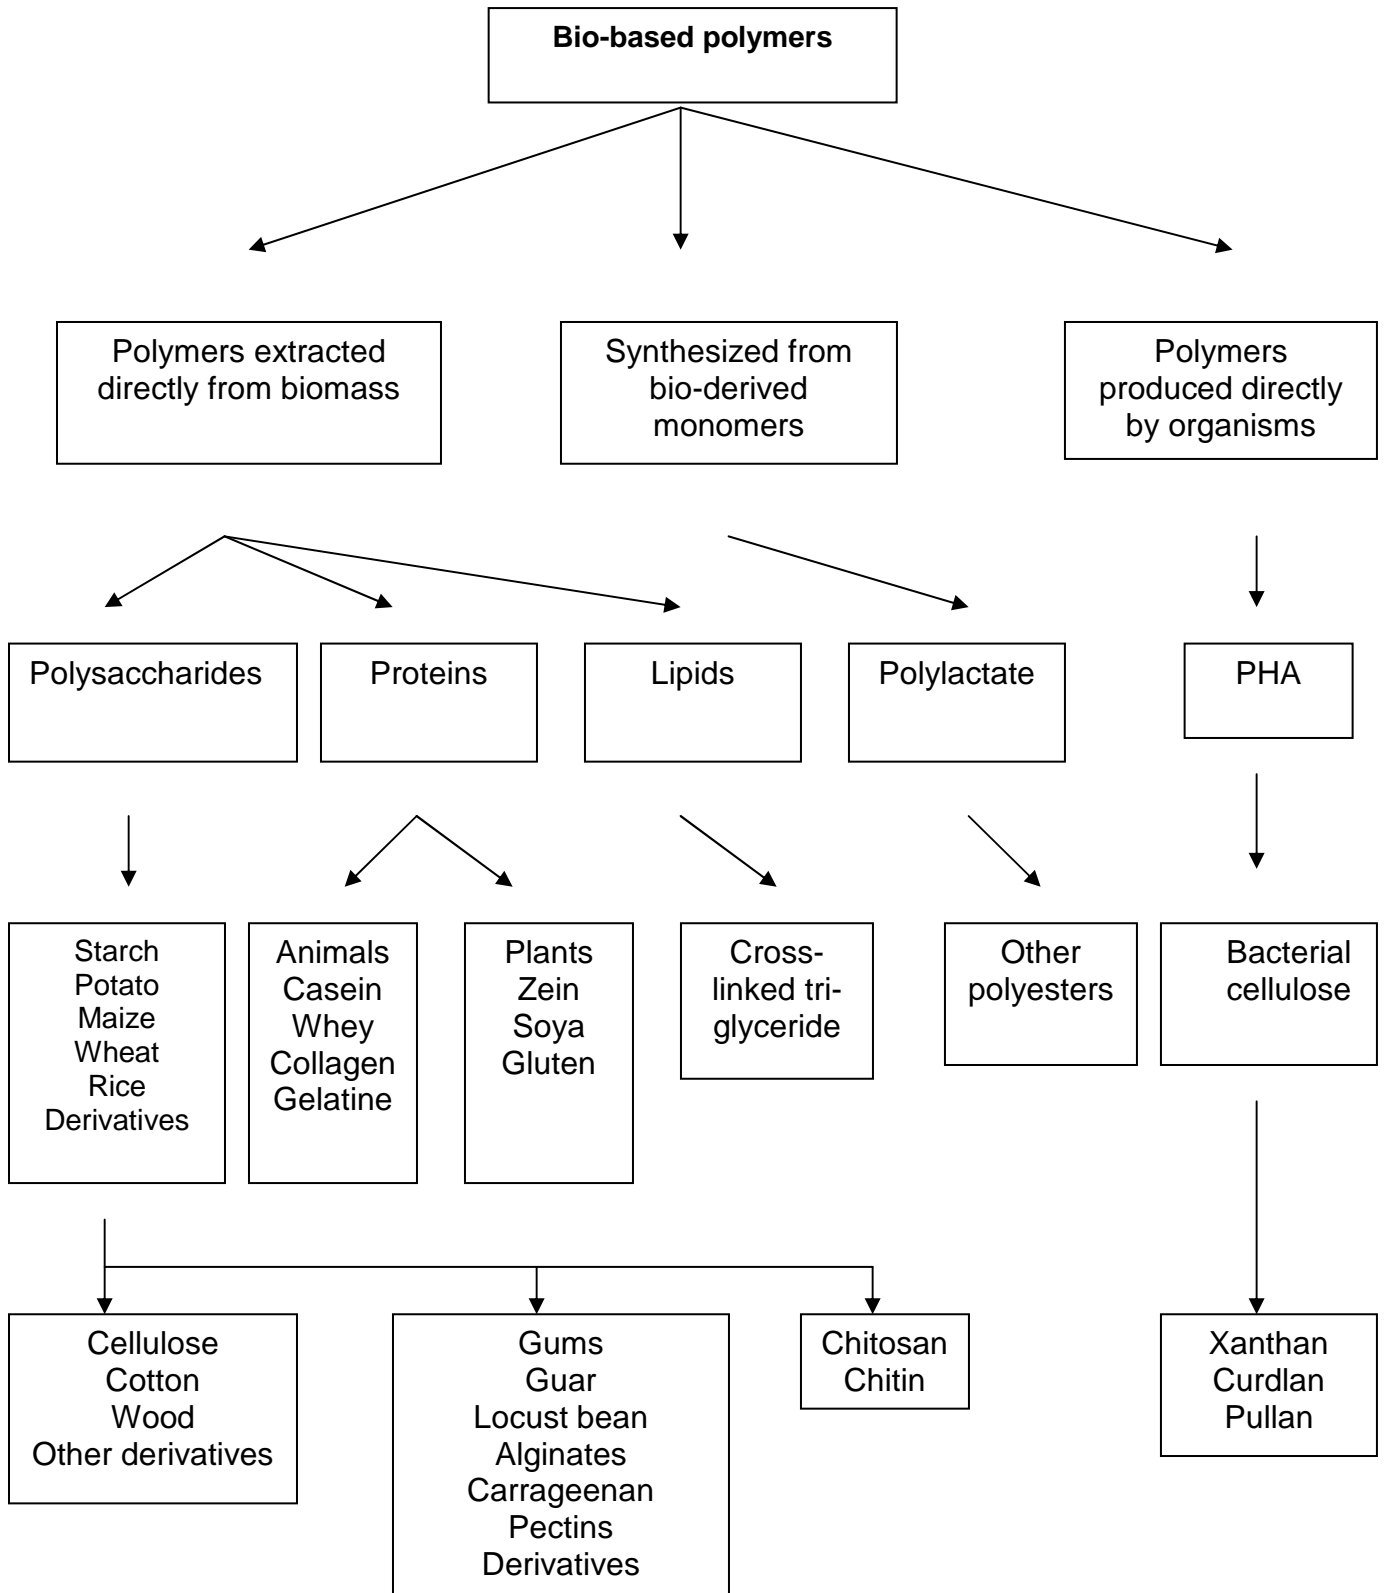 Bio-based polymers
Polymers extracted
directly from biomass
Synthesized from
bio-derived
monomers
Polymers
produced directly
by organisms
Polysaccharides
Proteins
Lipids
Polylactate
PHA
Starch
Potato
Maize
Wheat
Rice
Derivatives
Animals
Casein
Whey
Collagen
Gelatine
Plants
Zein
Soya
Gluten
Cross-
linked tri-
glyceride
Other
polyesters
Bacterial
cellulose
Cellulose
Cotton
Wood
Other derivatives
Gums
Guar
Locust bean
Alginates
Carrageenan
Pectins
Derivatives
Chitosan
Chitin
Xanthan
Curdlan
Pullan